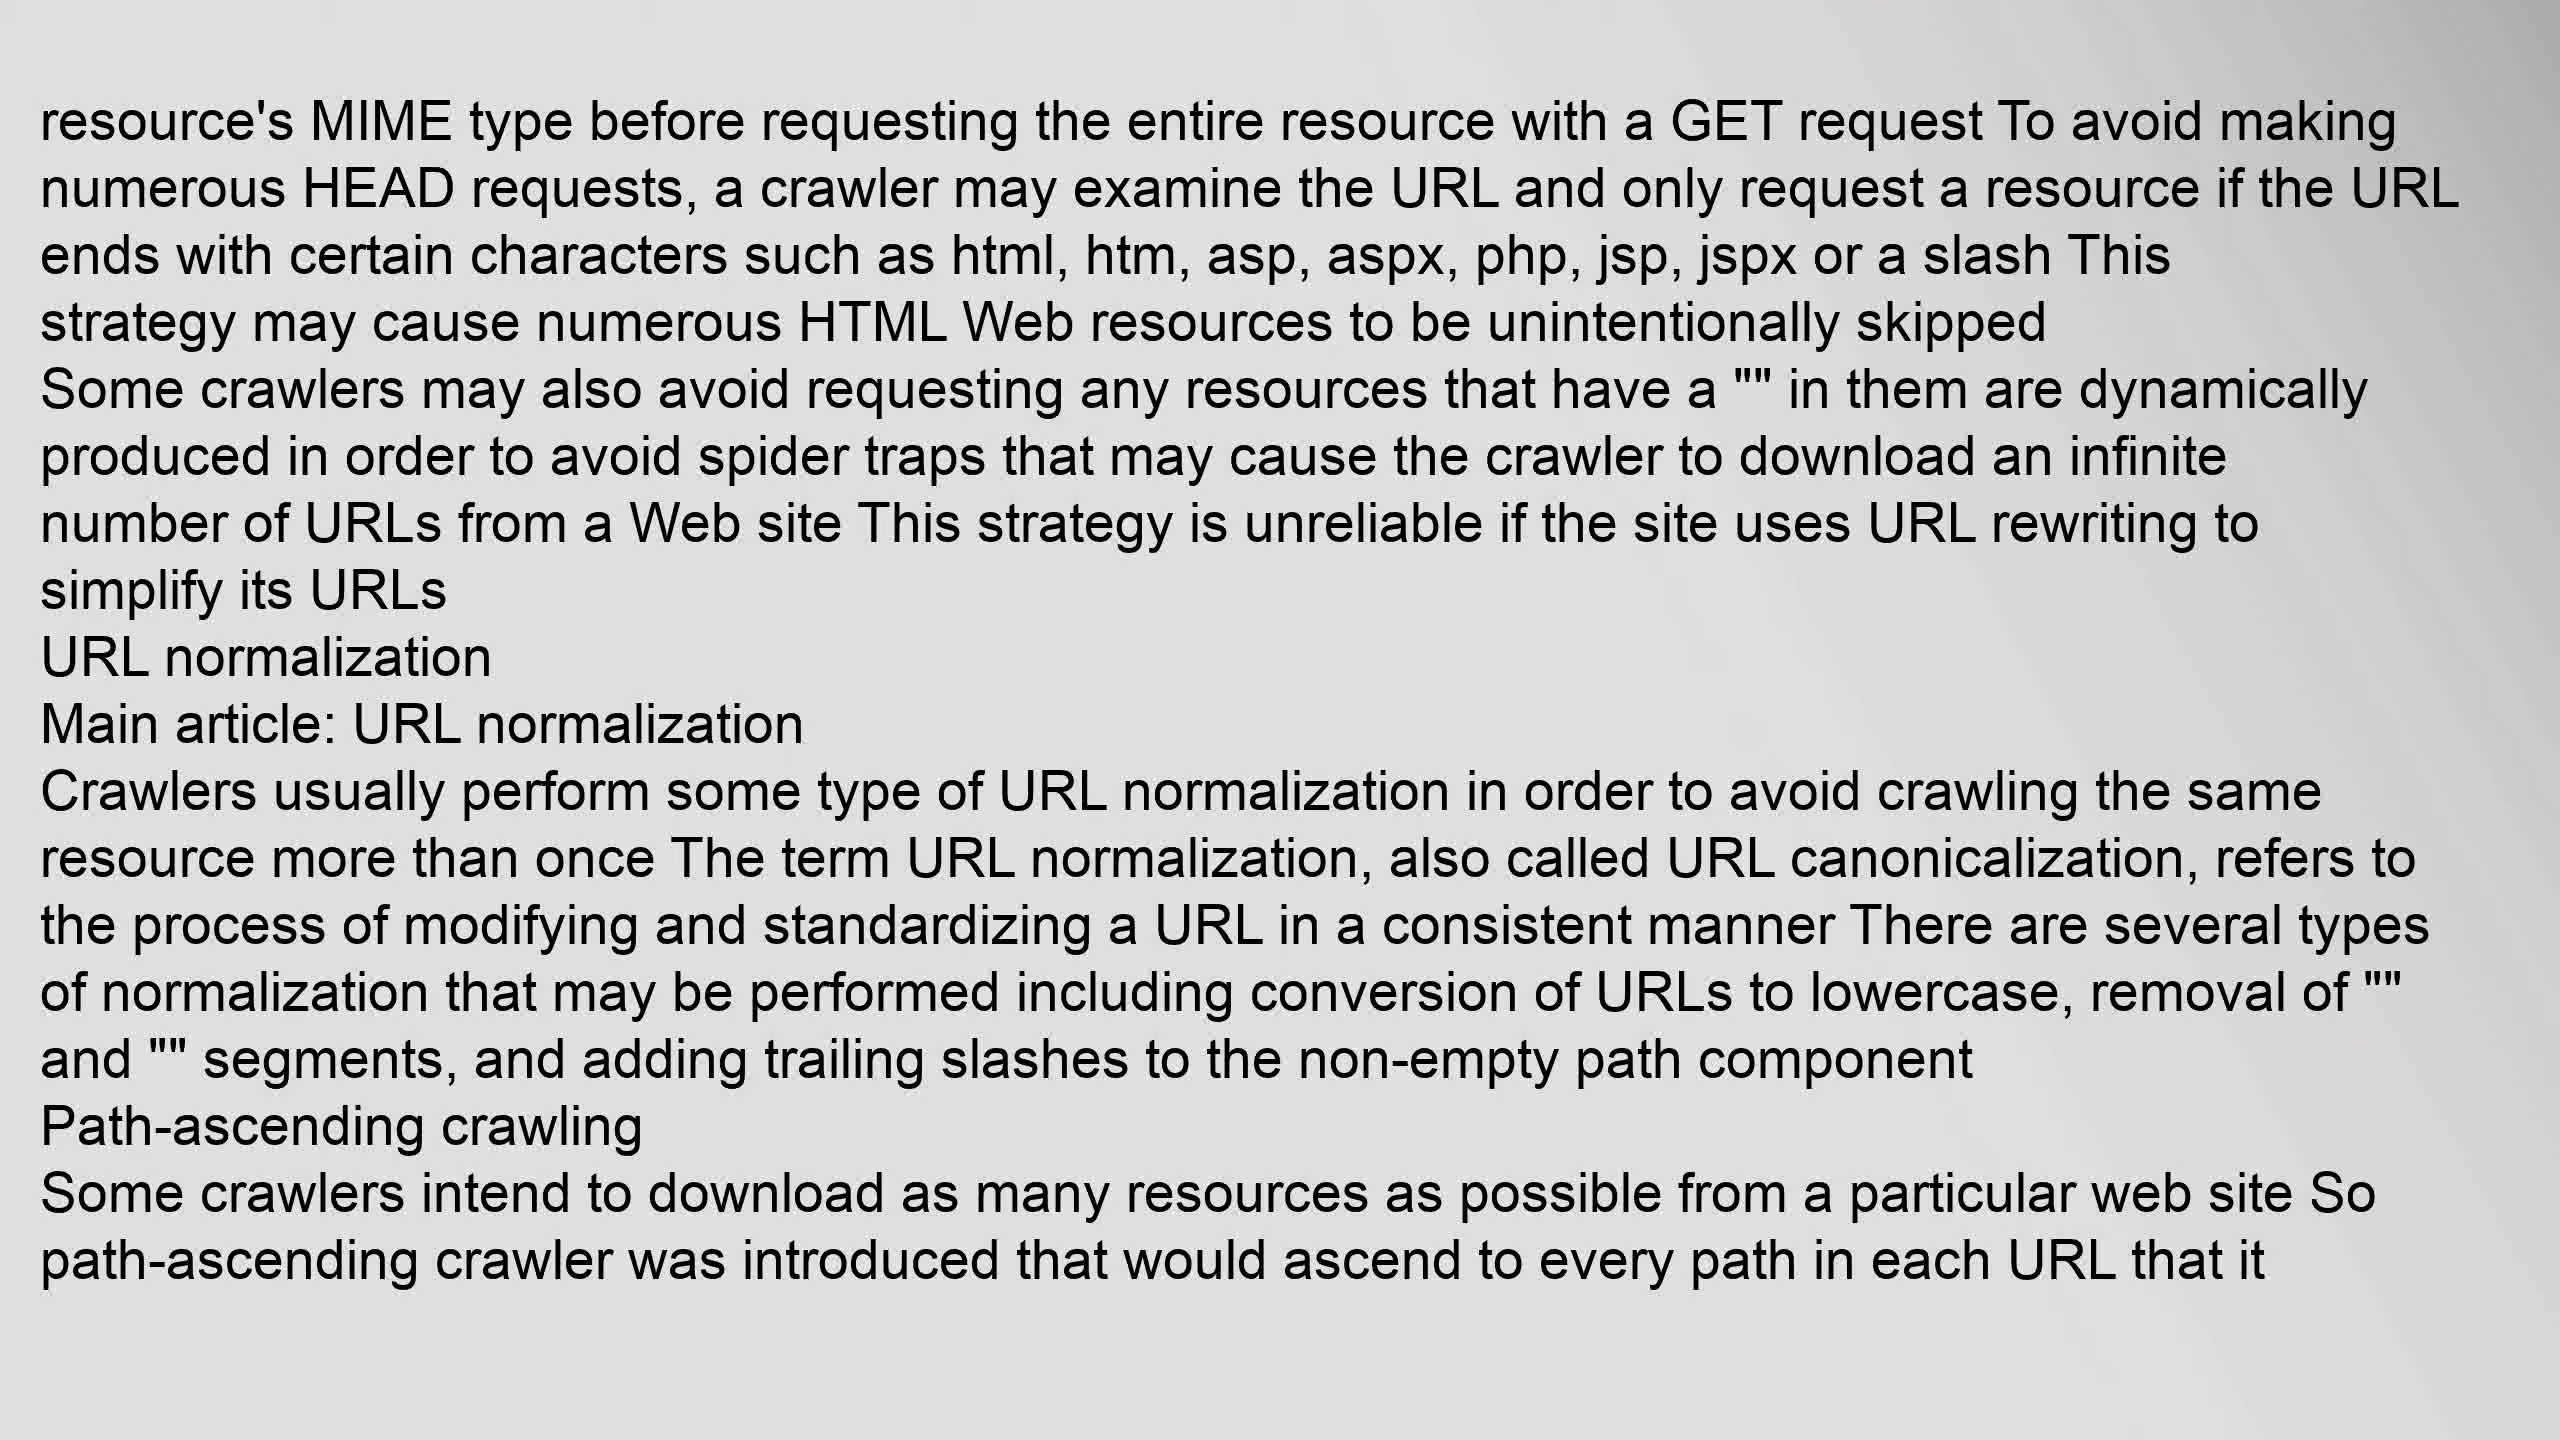 resource's MIME type before requesting the entire resource with a GET request To avoid making
numerous HEAD requests, a crawler may examine the URL and only request a resource if the URL
ends with certain characters such as html, htm, asp, aspx, php, jsp, jspx or a slash This
strategy may cause numerous HTML Web resources to be unintentionally skipped
Some crawlers may also avoid requesting any resources that have a "" in them are dynamically
produced in order to avoid spider traps that may cause the crawler to download an infinite
number of URLs from a Web site This strategy is unreliable if the site uses URL rewriting to
simplify its URLs
URL normalization
Main article: URL normalization
Crawlers usually perform some type of URL normalization in order to avoid crawling the same
resource more than once The term URL normalization, also called URL canonicalization, refers to
the process of modifying and standardizing a URL in a consistent manner There are several types
of normalization that may be performed including conversion of URLs to lowercase, removal of ""
and "" segments, and adding trailing slashes to the non-empty path component
Path-ascending crawling
Some crawlers intend to download as many resources as possible from a particular web site So
path-ascending crawler was introduced that would ascend to every path in each URL that it